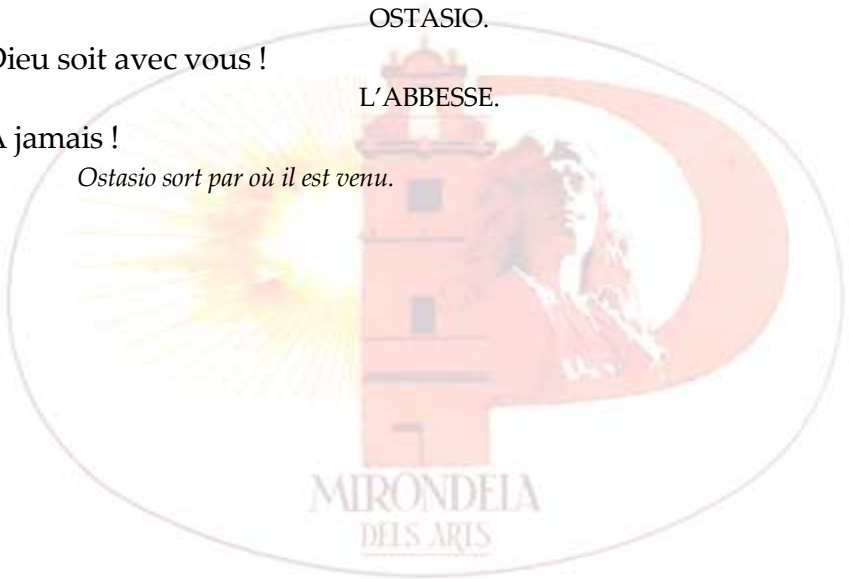 OSTASIO.
Dieu soit avec vous !
L’ABBESSE.
A jamais !
Ostasio sort par où il est venu.
MIRONDELA
DELS ARTS